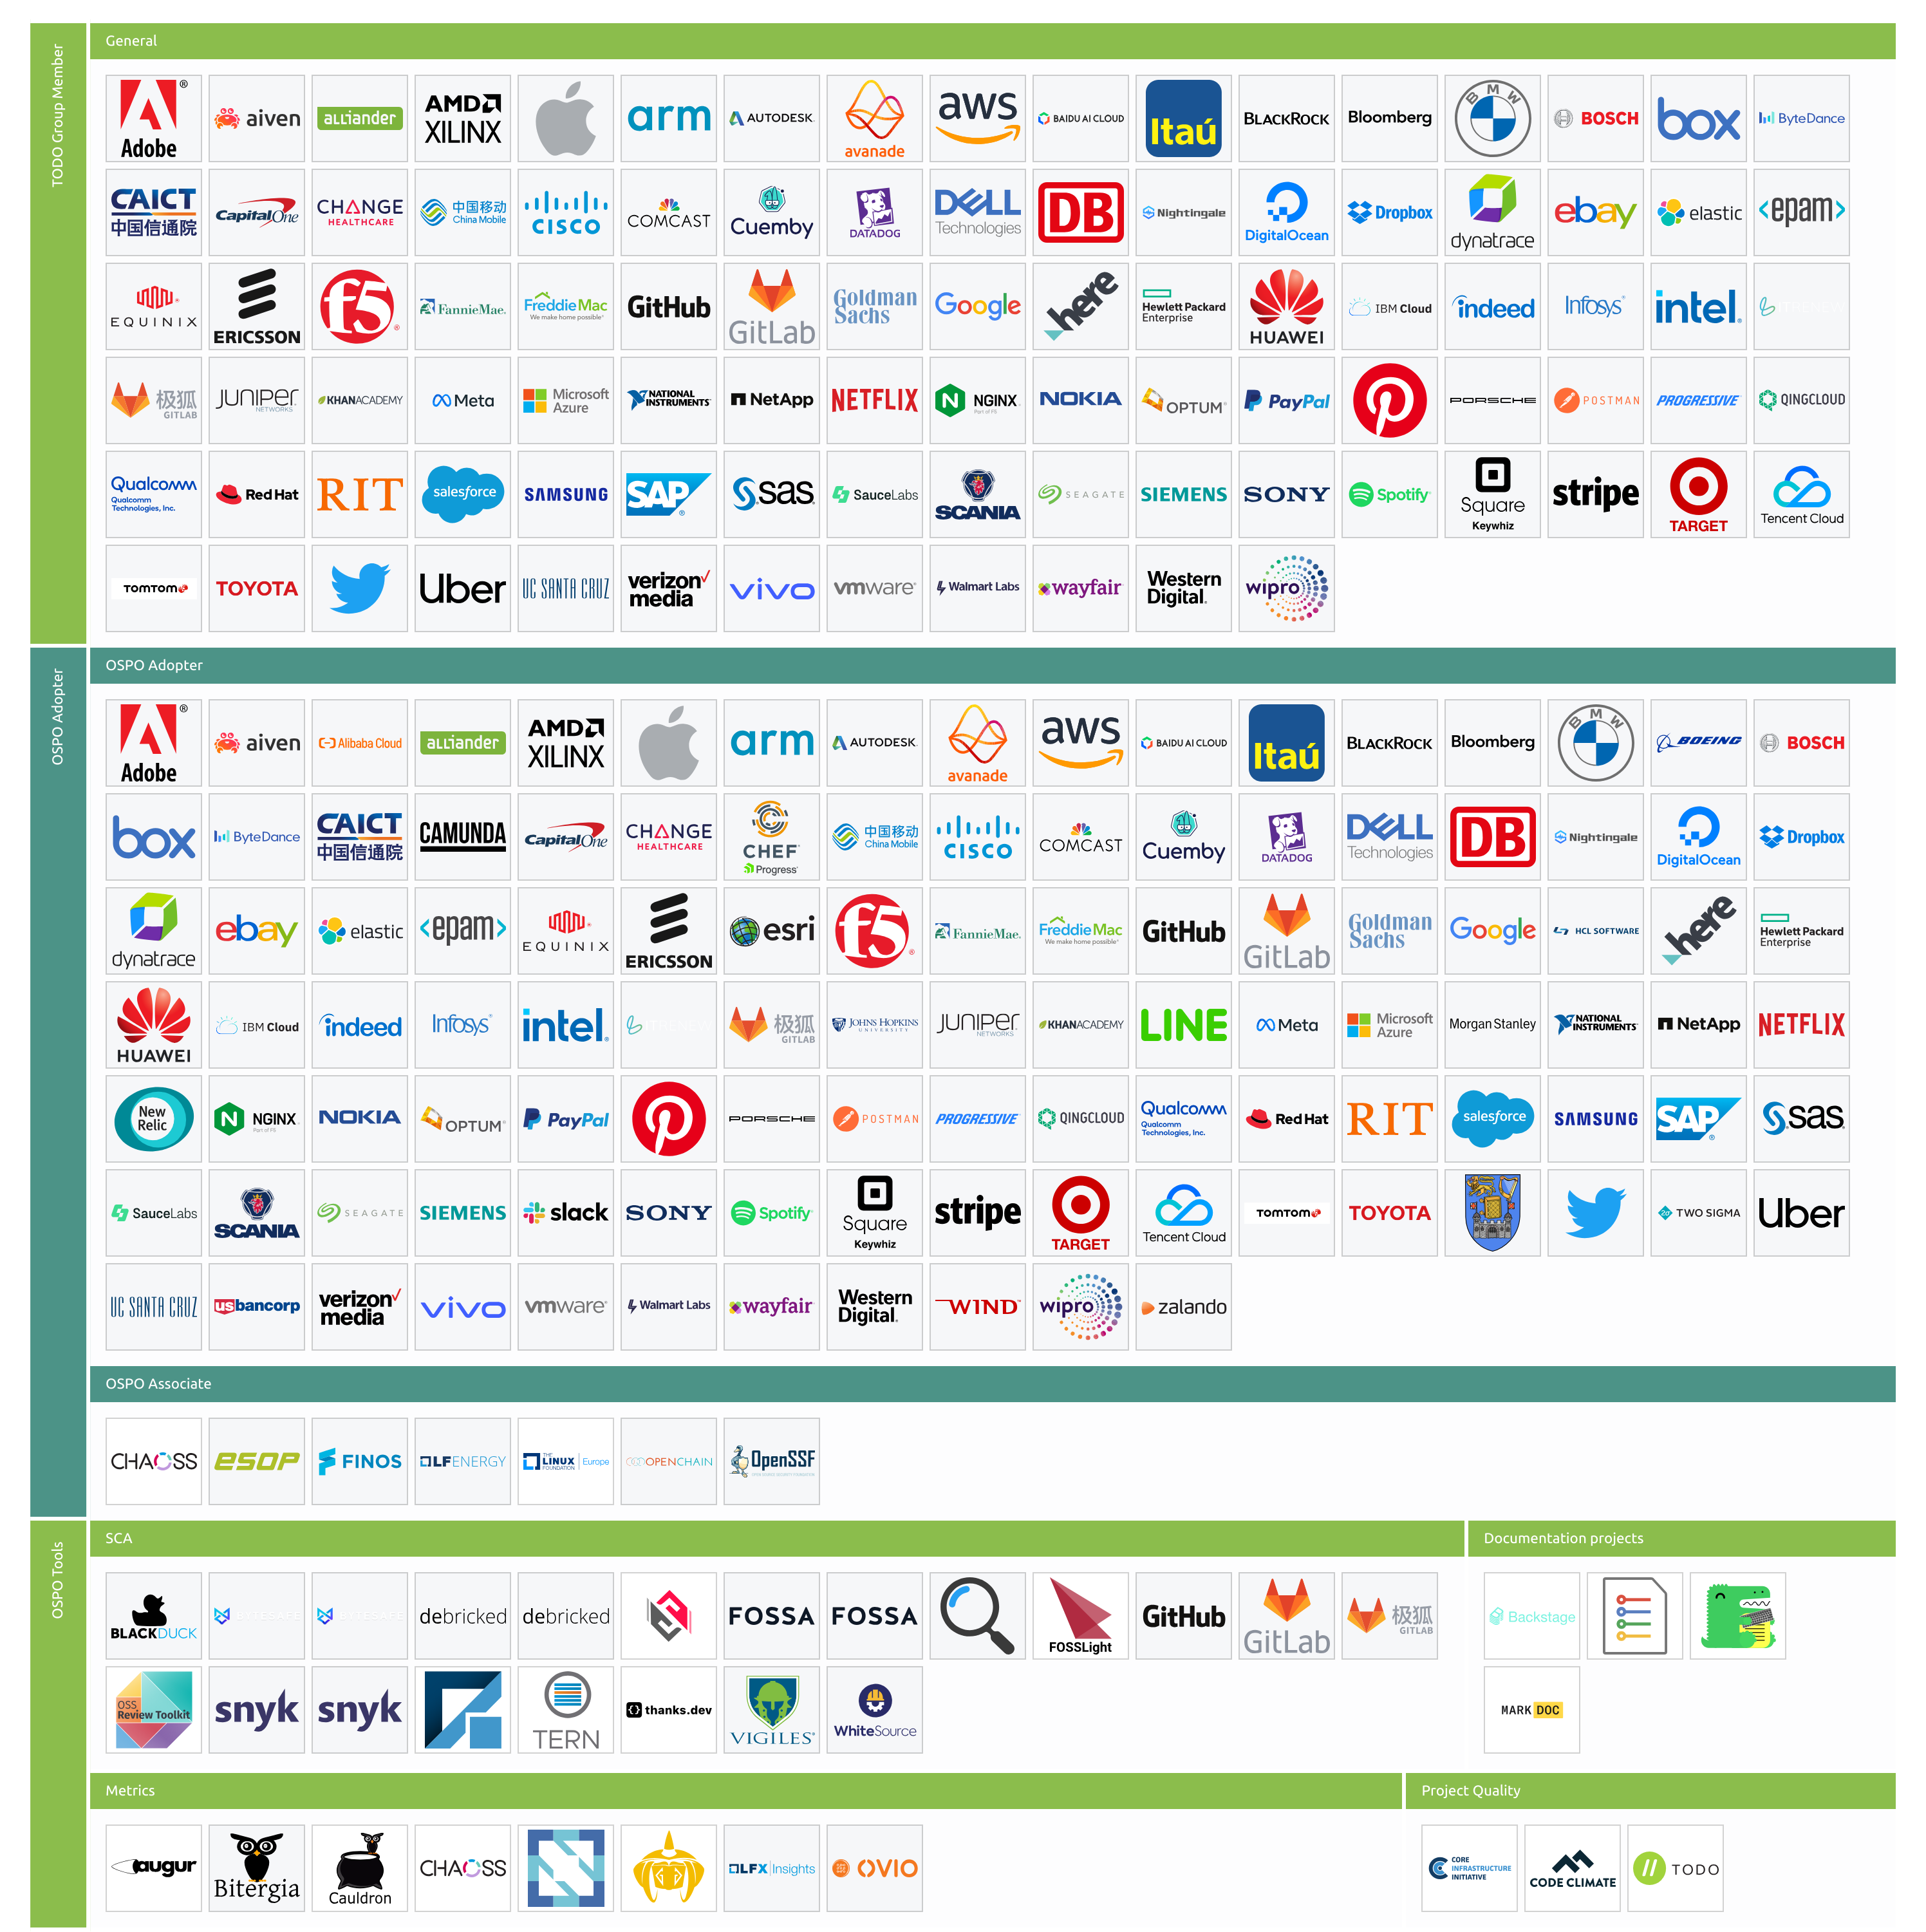 General
TODO Group Member
Adobe
®
aiven
alliander
AMD
XILINX
arm
AUTODESK
avanade
aws
BAIDU AI CLOUD
Itaú
BLACKROCK
Bloomberg
BMW
BOSCH
box
ByteDance
CAICT
中国信通院
Capital One
CHANGE
HEALTHCARE
中国移动
China Mobile
CISCO
COMCAST
Cuemby
DATADOG
DELL
Technologies
DB
Nightingale
DigitalOcean
Dropbox
dynatrace
ebay
elastic
<epam>
EQUINIX
ERICSSON
f5
FannieMae.
Freddie Mac
We make home possible
GitHub
GitLab
Goldman
Sachs
Google
here
Hewlett Packard
Enterprise
HUAWEI
IBM Cloud
indeed
Infosys
intel.
极狐
GITLAB
JUNIPER
NETWORKS
KHANACADEMY
Meta
Microsoft
Azure
NATIONAL
INSTRUMENTS
NetApp
NETFLIX
NGINX
Part of F5
NOKIA
OPTUM
PayPal
PORSCHE
POSTMAN
PROGRESSIVE
QINGCLOUD
Qualcomm
Qualcomm
Technologies, Inc.
Red Hat
RIT
salesforce
SAMSUNG
SAP
sas
SauceLabs
SCANIA
SEAGATE
SIEMENS
SONY
Spotify
Square
Keywhiz
stripe
TARGET
Tencent Cloud
TOMTOM
TOYOTA
Uber
UC SANTA CRUZ
verizon
media
vivo
vmware
Walmart Labs
wayfair
Western
Digital.
wipro
OSPO Adopter
OSPO Adopter
Adobe
®
aiven
Alibaba Cloud
alliander
AMD
XILINX
arm
AUTODESK
avanade
aws
BAIDU AI CLOUD
Itaú
BLACKROCK
Bloomberg
BMW
BOEING
BOSCH
box
ByteDance
CAICT
中国信通院
CAMUNDA
Capital One
CHANGE
HEALTHCARE
CHEF
Progress
中国移动
China Mobile
CISCO
COMCAST
Cuemby
DATADOG
DELL
Technologies
DB
Nightingale
DigitalOcean
Dropbox
dynatrace
ebay
elastic
<epam>
EQUINIX
ERICSSON
esri
f5
FannieMae.
Freddie Mac
We make home possible
GitHub
GitLab
Goldman
Sachs
Google
HCL SOFTWARE
here
Hewlett Packard
Enterprise
HUAWEI
IBM Cloud
indeed
Infosys
intel.
极狐
GITLAB
JOHNS HOPKINS
UNIVERSITY
JUNIPER
NETWORKS
KHANACADEMY
LINE
Meta
Microsoft
Azure
Morgan Stanley
NATIONAL
INSTRUMENTS
NetApp
NETFLIX
New
Relic
NGINX
Part of F5
NOKIA
OPTUM
PayPal
PORSCHE
POSTMAN
PROGRESSIVE
QINGCLOUD
Qualcomm
Qualcomm
Technologies, Inc.
Red Hat
RIT
salesforce
SAMSUNG
SAP
sas
SauceLabs
SCANIA
SEAGATE
SIEMENS
slack
SONY
Spotify
Square
Keywhiz
stripe
TARGET
Tencent Cloud
TOMTOM
TOYOTA
TWO SIGMA
Uber
UC SANTA CRUZ
usbancorp
verizon
media
vivo
vmware
Walmart Labs
wayfair
Western
Digital.
WIND
wipro
zalando
OSPO Associate
CHAOSS
esop
FINOS
LFENERGY
THE
LINUX
FOUNDATION
Europe
OPENCHAIN
OpenSSF
OSPO Tools
SCA
BLACKDUCK
debricked
debricked
FOSSA
FOSSA
FOSSLight
GitHub
GitLab
极狐
GITLAB
OSS
Review Toolkit
snyk
snyk
TERN
thanks.dev
VIGILES
WhiteSource
Documentation projects
Backstage
MARKDOC
Metrics
augur
Bitergia
Cauldron
CHAOSS
LFX Insights
OVIO
Project Quality
CORE
INFRASTRUCTURE
INITIATIVE
CODE CLIMATE
TODO